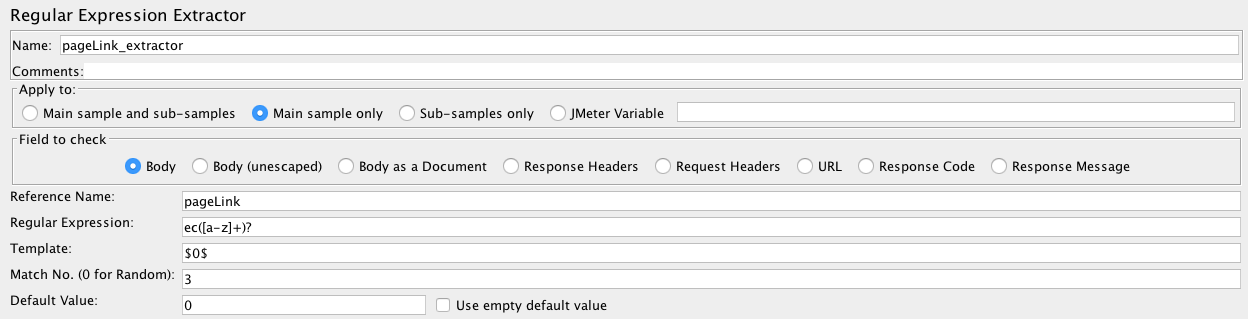 Regular Expression Extractor
Name: pageLink_extractor
Comments:
Apply to:
Main sample and sub-samples Main sample only Sub-samples only JMeter Variable
Field to check
Body Body (unescaped) Body as a Document Response Headers Request Headers URL Response Code Response Message
Reference Name: pageLink
Regular Expression: ec([a-z]+)?
Template: $0$
Match No. (0 for Random): 3
Default Value: 0 Use empty default value